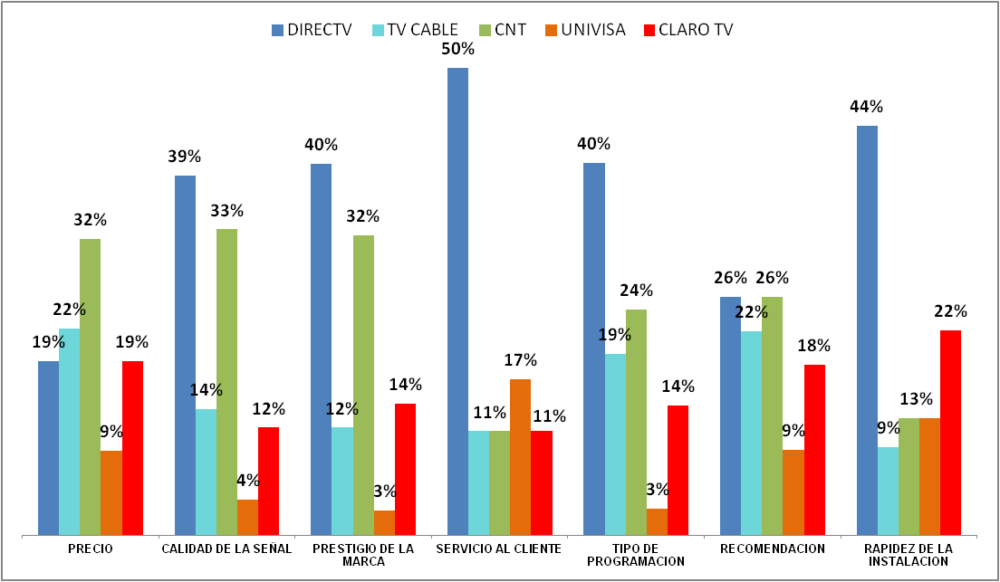 DIRECTV TV CABLE CNT UNIVISA CLARO TV
19% 22% 32% 9% 19%
39% 14% 33% 4% 12%
40% 12% 32% 3% 14%
50% 11% 17% 11%
40% 19% 24% 3% 14%
26% 22% 26% 9% 18%
44% 9% 13% 22%
PRECIO
CALIDAD DE LA SEÑAL
PRESTIGIO DE LA
MARCA
SERVICIO AL CLIENTE
TIPO DE
PROGRAMACION
RECOMENDACION
RAPIDEZ DE LA
INSTALACION